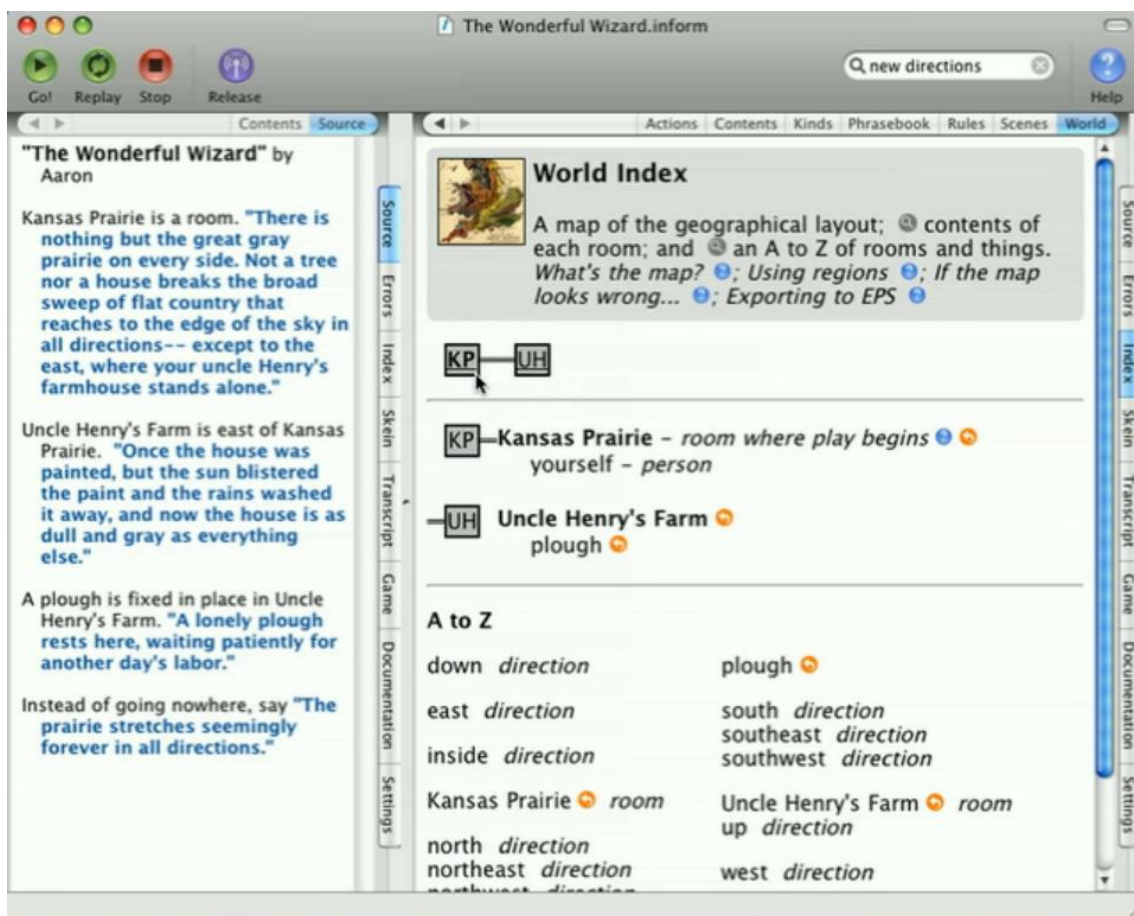 The Wonderful Wizard.inform
new directions
Go! Replay Stop Release Help
Contents Source
Actions Contents Kinds Phrasebook Rules Scenes World
"The Wonderful Wizard" by
Aaron
Kansas Prairie is a room. "There is
nothing but the great gray
prairie on every side. Not a tree
nor a house breaks the broad
sweep of flat country that
reaches to the edge of the sky in
all directions-- except to the
east, where your uncle Henry's
farmhouse stands alone."
Uncle Henry's Farm is east of Kansas
Prairie. "Once the house was
painted, but the sun blistered
the paint and the rains washed
it away, and now the house is as
dull and gray as everything
else."
A plough is fixed in place in Uncle
Henry's Farm. "A lonely plough
rests here, waiting patiently for
another day's labor."
Instead of going nowhere, say "The
prairie stretches seemingly
forever in all directions."
Source
Errors
Index
Skein
Transcript
Game
Documentation
Settings
World Index
A map of the geographical layout; contents of
each room; and an A to Z of rooms and things.
What's the map? ; Using regions ; If the map
looks wrong... ; Exporting to EPS
KP UH
KP Kansas Prairie – room where play begins
yourself – person
UH Uncle Henry's Farm
plough
A to Z
down direction
east direction
inside direction
Kansas Prairie room
north direction
northeast direction
northwest direction
plough
south direction
southeast direction
southwest direction
Uncle Henry's Farm room
up direction
west direction
Source
Errors
Index
Skein
Transcript
Game
Documentation
Settings